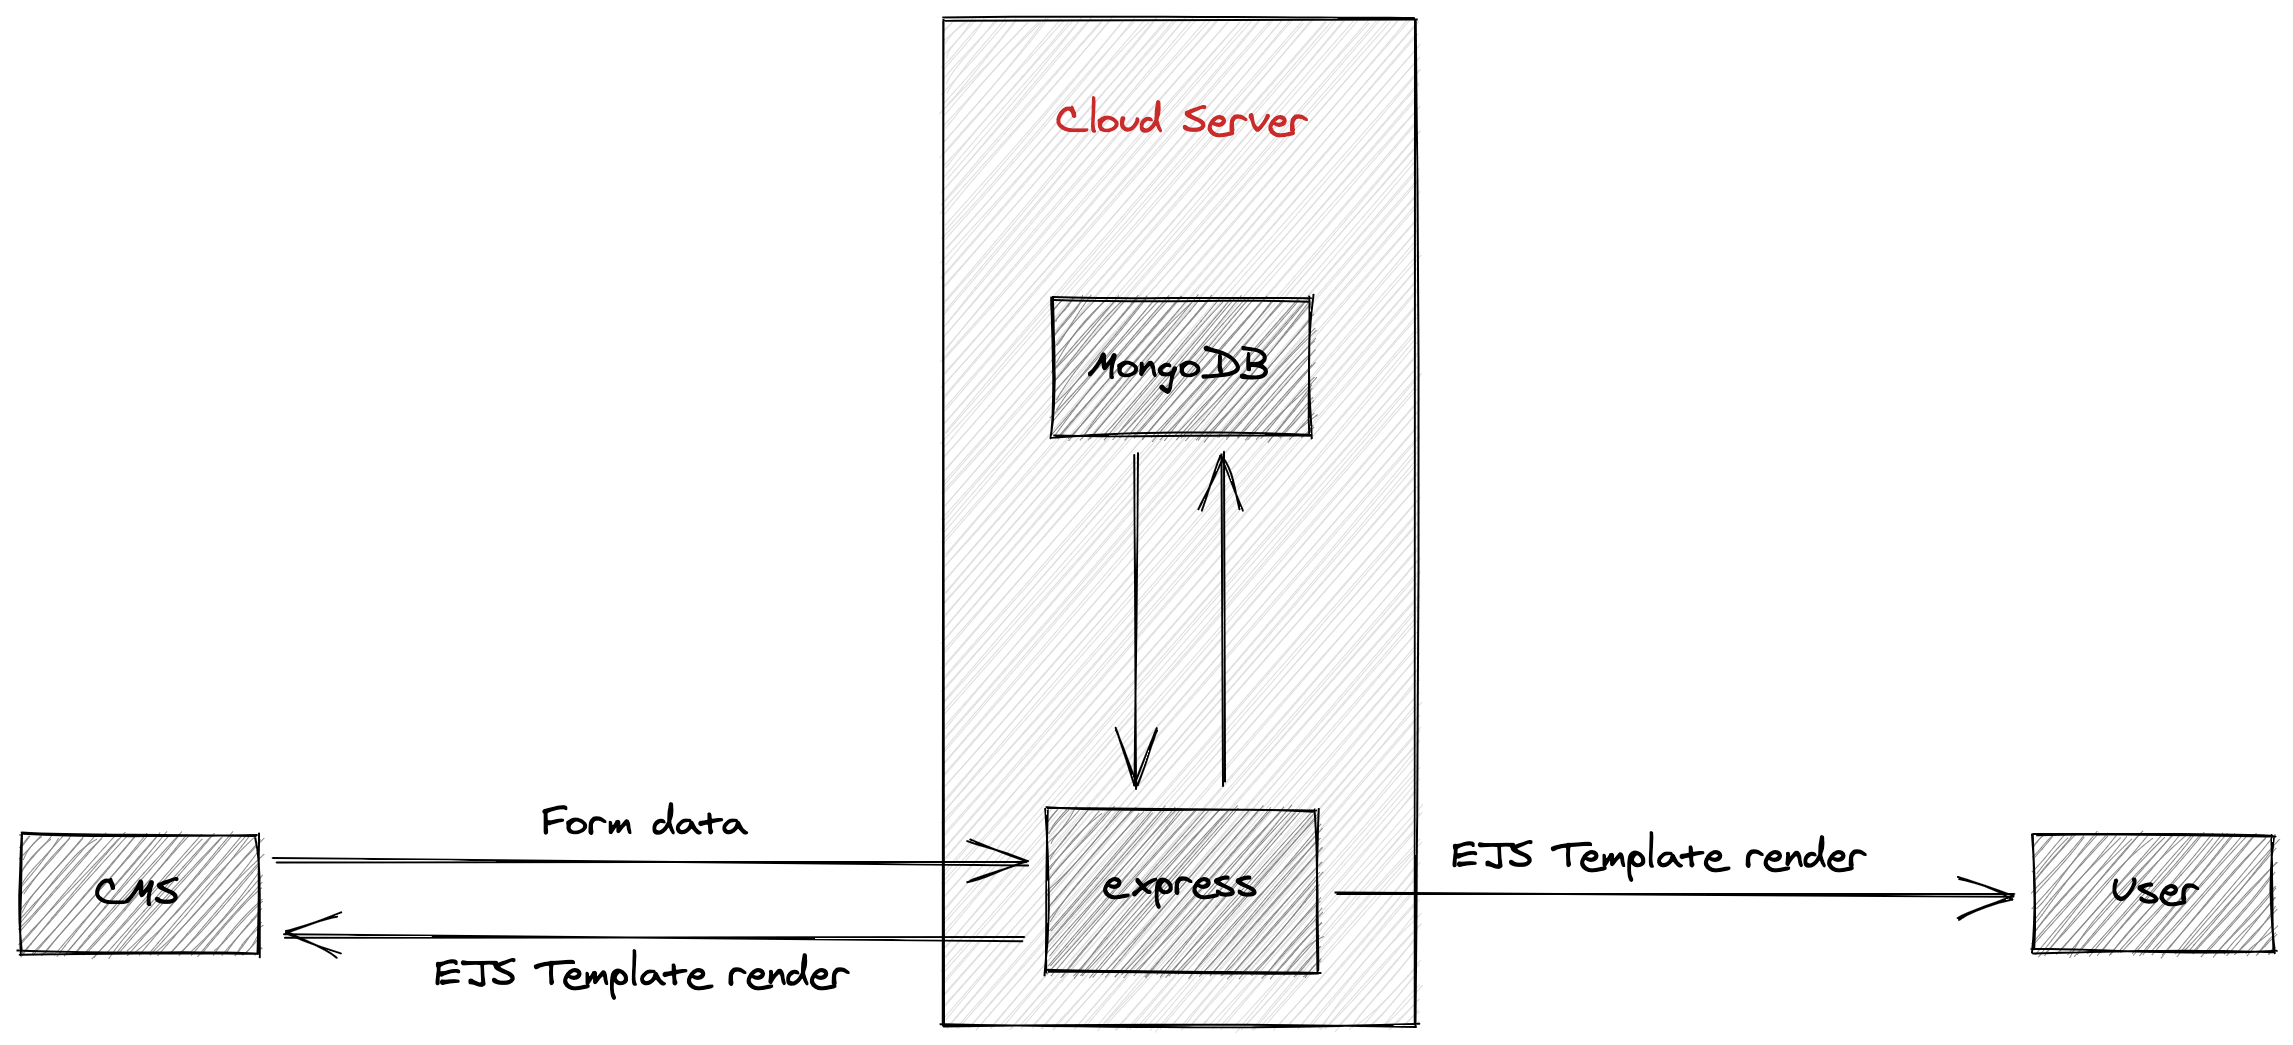 Cloud Server
MongoDB
Form data
CMS
express
EJS Template render
User
EJS Template render